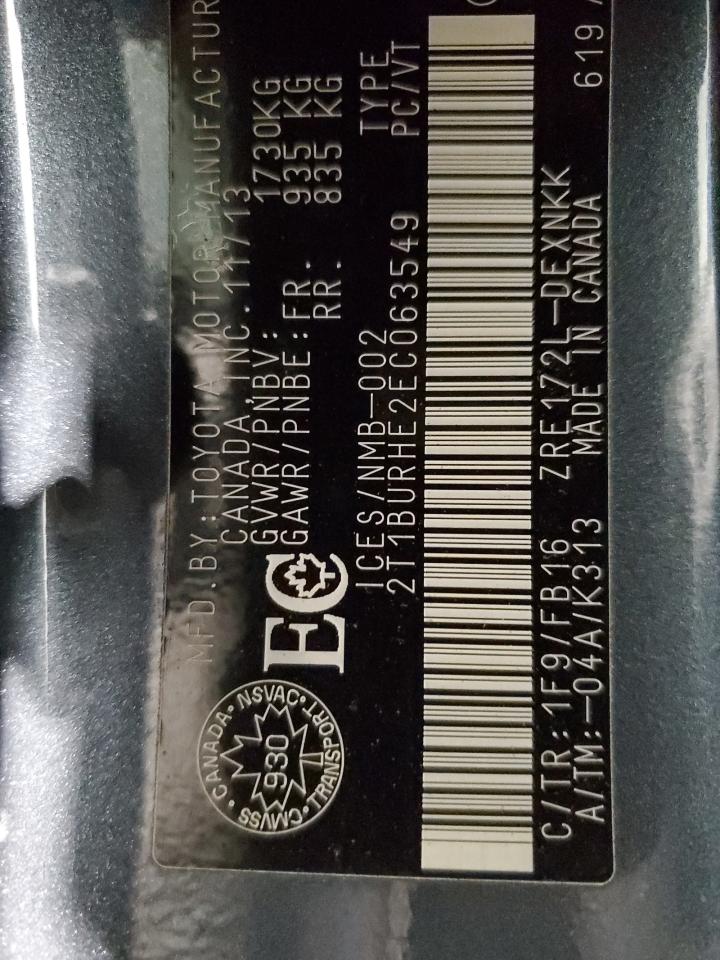 MFD.BY:TOYOTA MOTOR MANUFACTUR
CANADA,INC. 11/13
GVWR/PNBV: 1730KG
GAWR/PNBE:FR. 935 KG
RR. 835 KG
EC
CANADA • NSVAC • TRANSPORT • CMVSS •
930
ICES/NMB-002 TYPE
2T1BURHE2EC063549 PC/VT
C/TR:1F9/FB16 ZRE172L-DEXNKK
A/TM:-04A/K313 MADE IN CANADA 619